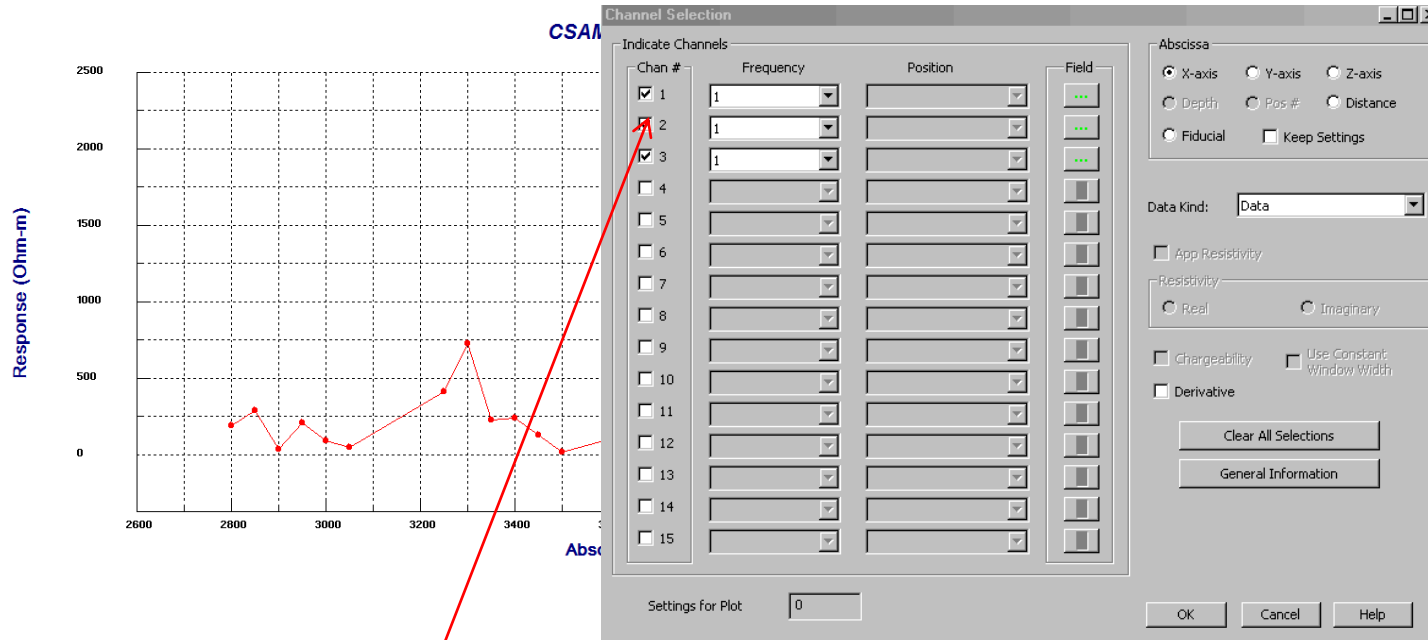 CSAM
2500
2000
1500
1000
500
0
Response (Ohm-m)
2600 2800 3000 3200 3400
Absc
Channel Selection
Indicate Channels
Chan # Frequency Position Field
1 1 ...
2 1 ...
3 1 ...
4
5
6
7
8
9
10
11
12
13
14
15
Settings for Plot 0
Abscissa
X-axis Y-axis Z-axis
Depth Pos # Distance
Fiducial Keep Settings
Data Kind: Data
App Resistivity
Resistivity
Real Imaginary
Chargeability Use Constant
Window Width
Derivative
Clear All Selections
General Information
OK Cancel Help